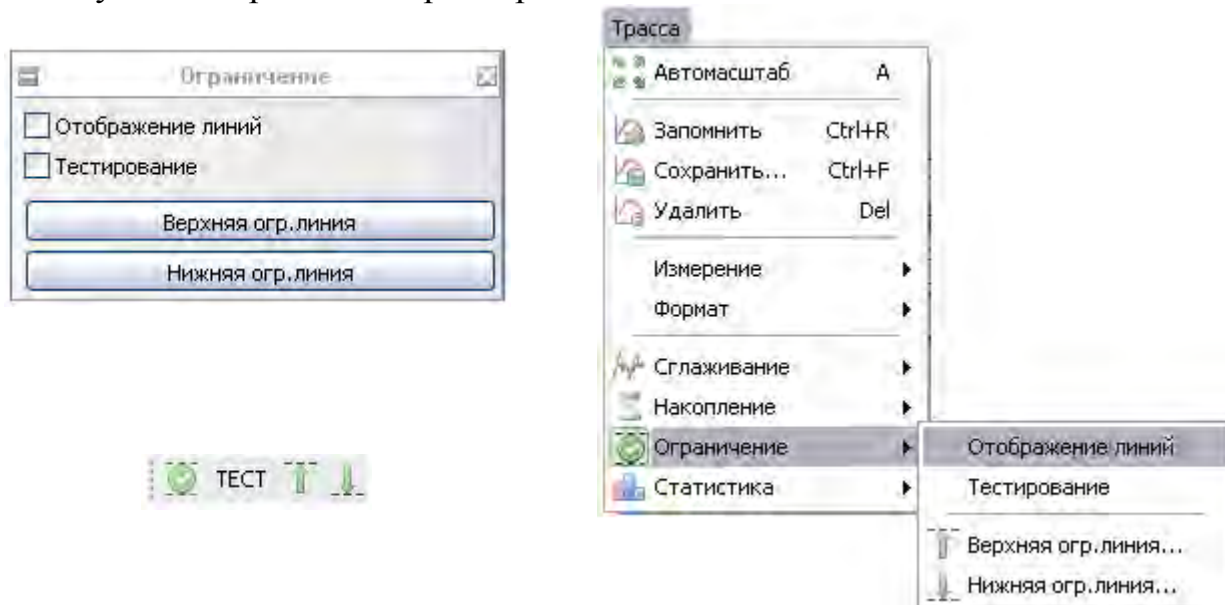 Ограничение
Отображение линий
Тестирование
Верхняя огр.линия
Нижняя огр.линия
ТЕСТ
Трасса
Автомасштаб A
Запомнить Ctrl+R
Сохранить... Ctrl+F
Удалить Del
Измерение
Формат
Сглаживание
Накопление
Ограничение
Статистика
Отображение линий
Тестирование
Верхняя огр.линия...
Нижняя огр.линия...